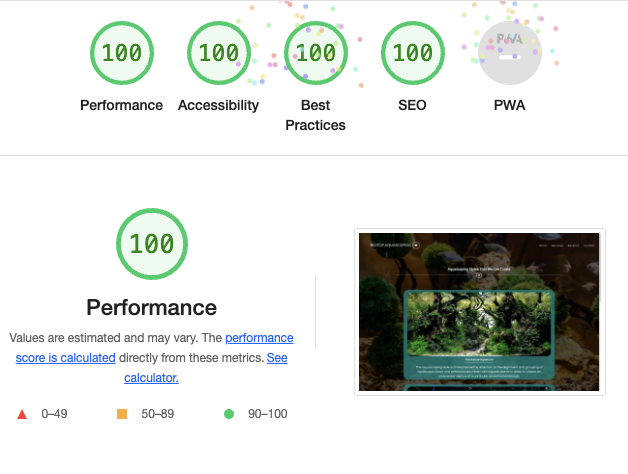 100
100
100
100
PWA
Performance
Accessibility
Best
Practices
SEO
PWA
100
Performance
Values are estimated and may vary. The performance
score is calculated directly from these metrics. See
calculator.
0–49
50–89
90–100